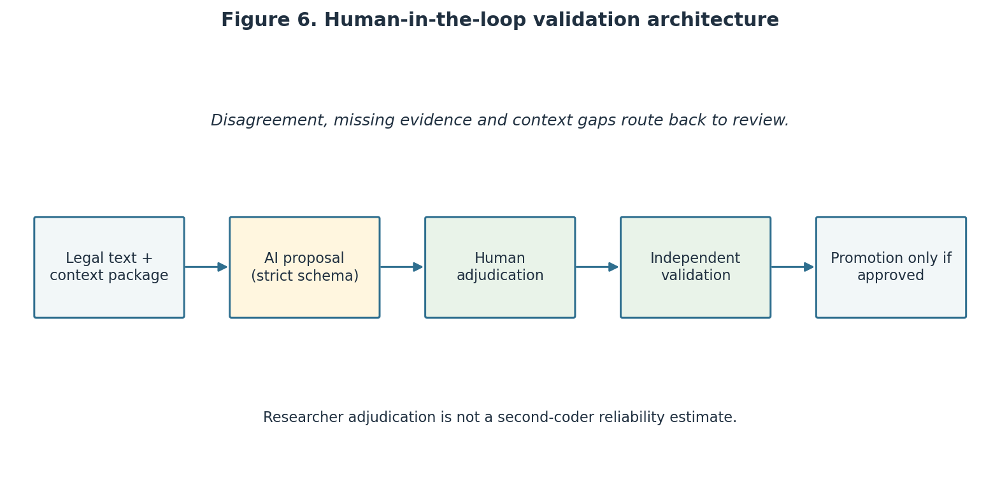 Figure 6. Human-in-the-loop validation architecture
Disagreement, missing evidence and context gaps route back to review.
Legal text +
context package
AI proposal
(strict schema)
Human
adjudication
Independent
validation
Promotion only if
approved
Researcher adjudication is not a second-coder reliability estimate.